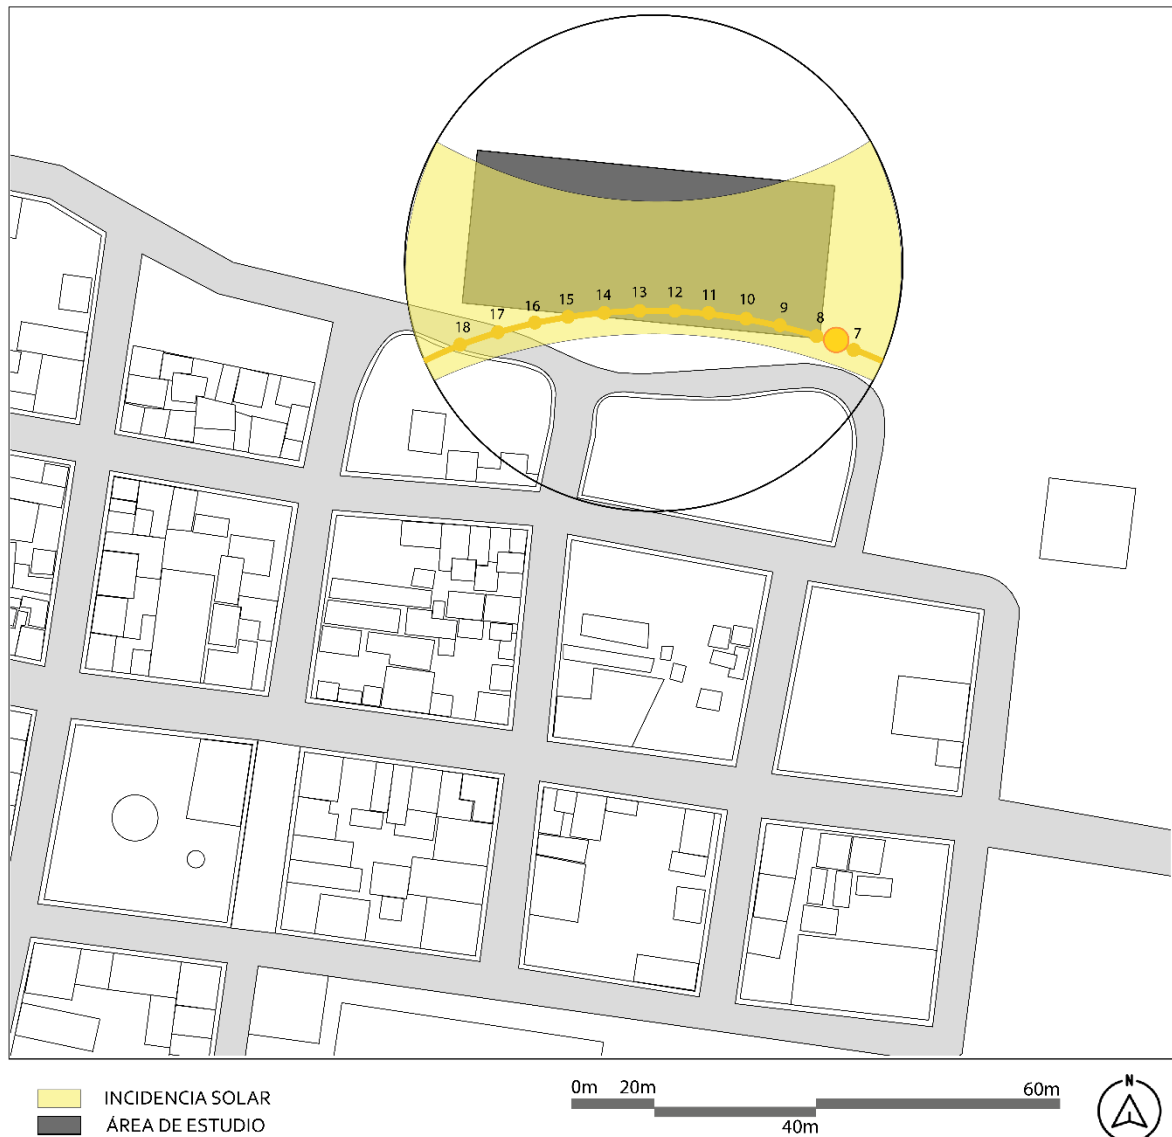 18 17 16 15 14 13 12 11 10 9 8 7
INCIDENCIA SOLAR
ÁREA DE ESTUDIO
0m 20m 60m
40m
N